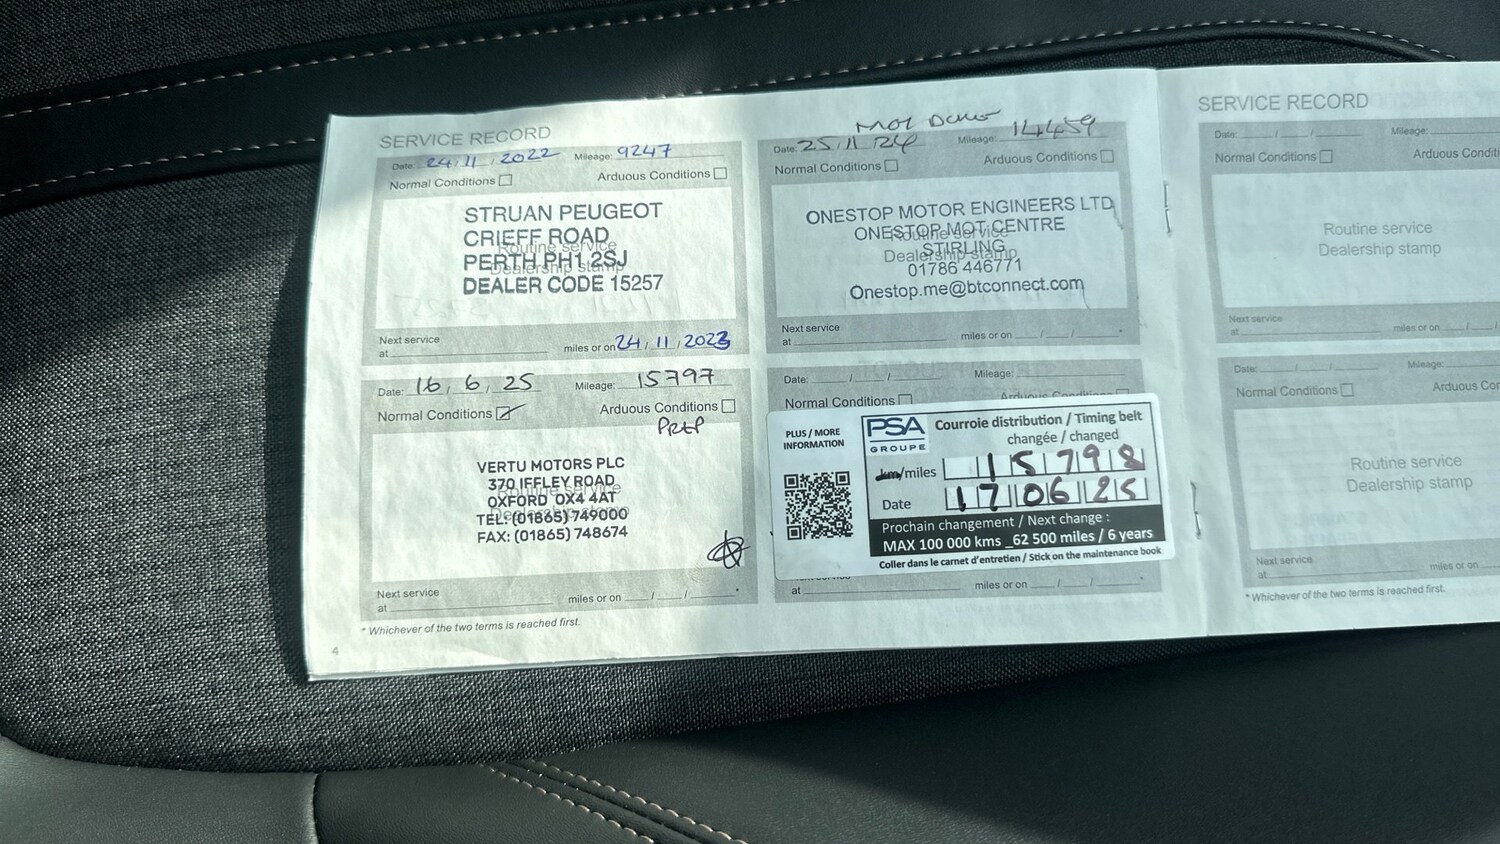 SERVICE RECORD
Date: 24/11/2022 Mileage: 9247
Normal Conditions Arduous Conditions
STRUAN PEUGEOT
CRIEFF ROAD
Routine service
PERTH PH1 2SJ
Dealership stamp
DEALER CODE 15257
Next service
at miles or on 24/11/2023
Date: 16/6/25 Mileage: 15797
Normal Conditions Arduous Conditions
PREP
VERTU MOTORS PLC
370 IFFLEY ROAD
Routine service
OXFORD OX4 4AT
Dealership stamp
TEL: (01865) 749000
FAX: (01865) 748674
Next service
at miles or on / / *
* Whichever of the two terms is reached first.
4
MOT
Date: 25/11/24 Mileage: 14459
Normal Conditions Arduous Conditions
ONESTOP MOTOR ENGINEERS LTD
ONESTOP MOT CENTRE
Routine service
STIRLING
Dealership stamp
01786 446771
Onestop.me@btconnect.com
Next service
at miles or on / / *
Date: / / Mileage:
Normal Conditions Arduous Conditions
PLUS / MORE
INFORMATION
PSA
GROUPE
Courroie distribution / Timing belt
changée / changed
km/miles 15798
Date 17 06 25
Prochain changement / Next change :
MAX 100 000 kms _62 500 miles / 6 years
Coller dans le carnet d'entretien / Stick on the maintenance book
at miles or on / / *
SERVICE RECORD
Date: / / Mileage:
Normal Conditions Arduous
Routine service
Dealership stamp
Next service
at miles or on /
Date: / / Mileage:
Normal Conditions Arduous
Routine service
Dealership stamp
Next service
at miles or on
* Whichever of the two terms is reached first.